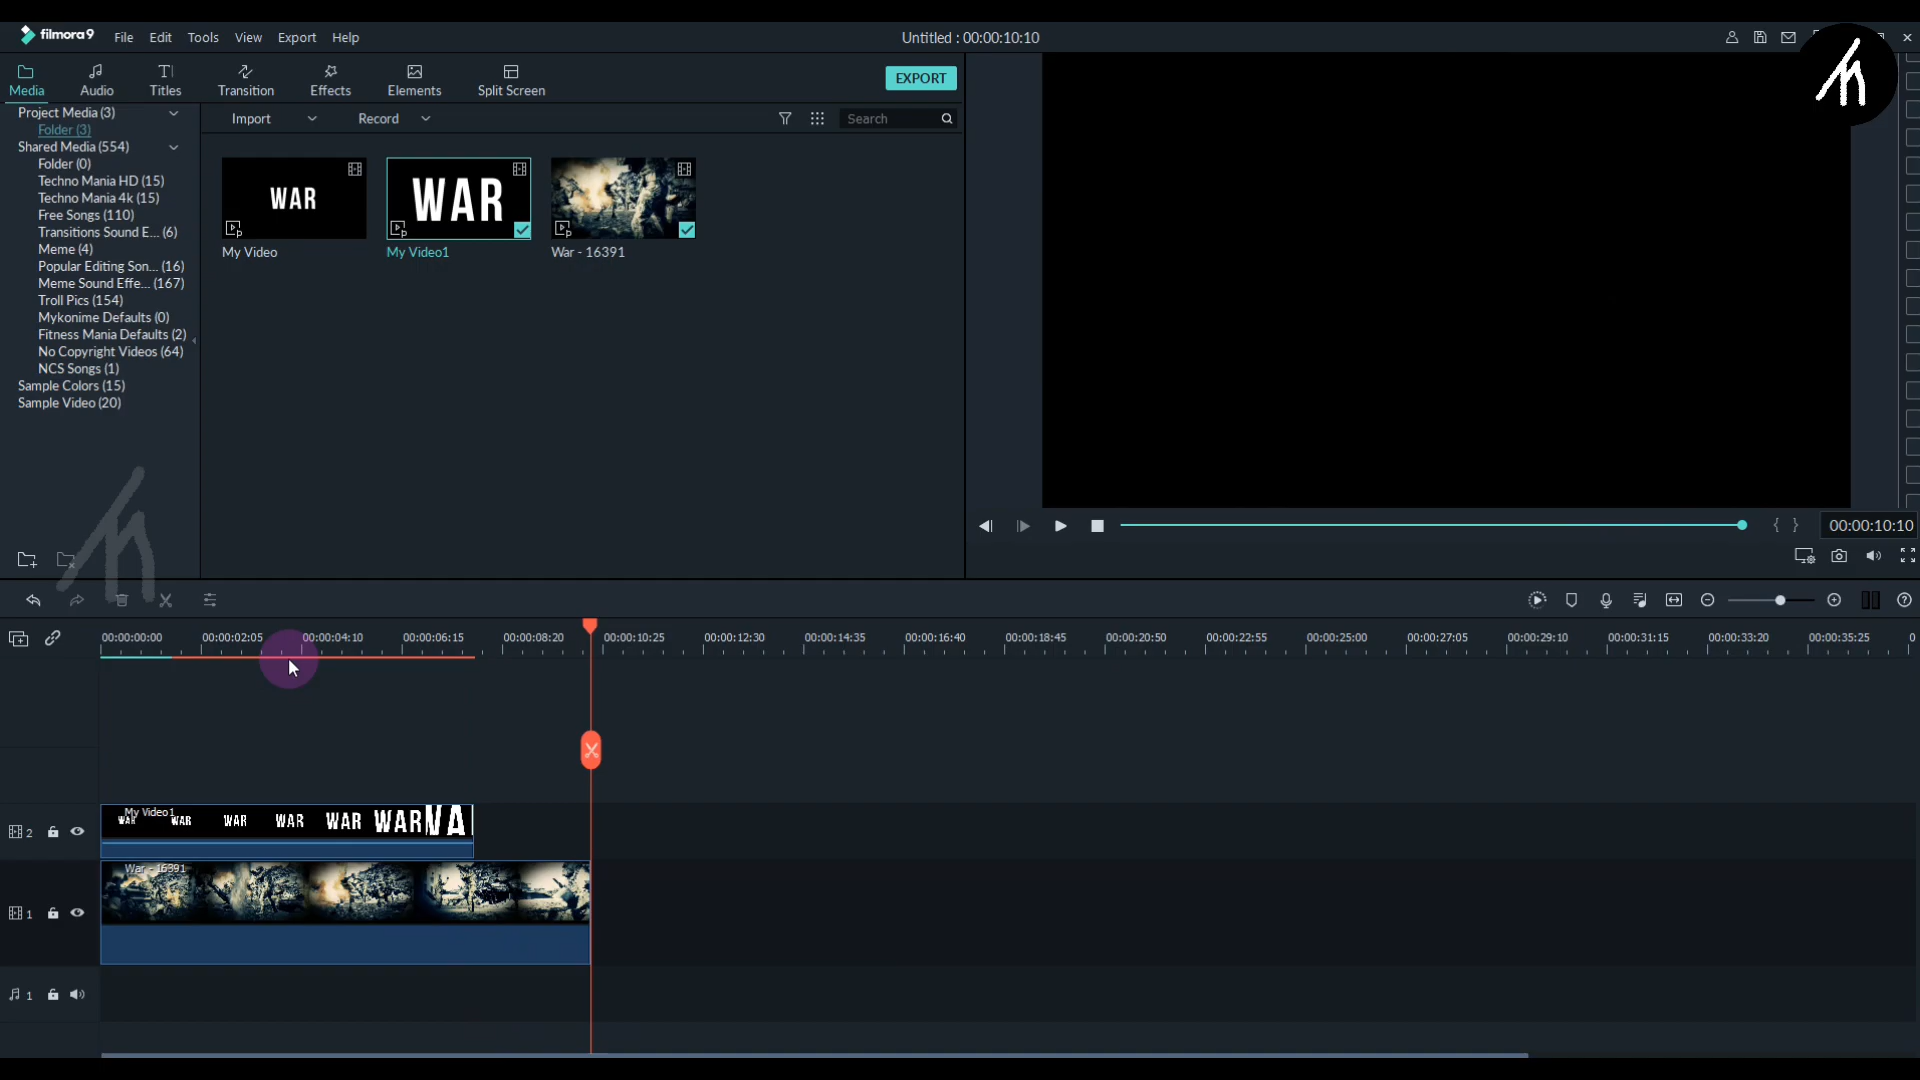 filmora9 File Edit Tools View Export Help Untitled : 00:00:10:10
Media Audio Titles Transition Effects Elements Split Screen EXPORT
Project Media (3)
Folder (3)
Shared Media (554)
Folder (0)
Techno Mania HD (15)
Techno Mania 4k (15)
Free Songs (110)
Transitions Sound E... (6)
Meme (4)
Popular Editing Son... (16)
Meme Sound Effe... (167)
Troll Pics (154)
Mykonime Defaults (0)
Fitness Mania Defaults (2)
No Copyright Videos (64)
NCS Songs (1)
Sample Colors (15)
Sample Video (20)
Import Record Search
WAR WAR
My Video My Video1 War - 16391
00:00:10:10
00:00:00:00 00:00:02:05 00:00:04:10 00:00:06:15 00:00:08:20 00:00:10:25 00:00:12:30 00:00:14:35 00:00:16:40 00:00:18:45 00:00:20:50 00:00:22:55 00:00:25:00 00:00:27:05 00:00:29:10 00:00:31:15 00:00:33:20 00:00:35:25 0
My Video1
2 WAR WAR WAR WAR WAR WAR WA
War - 16391
1
1